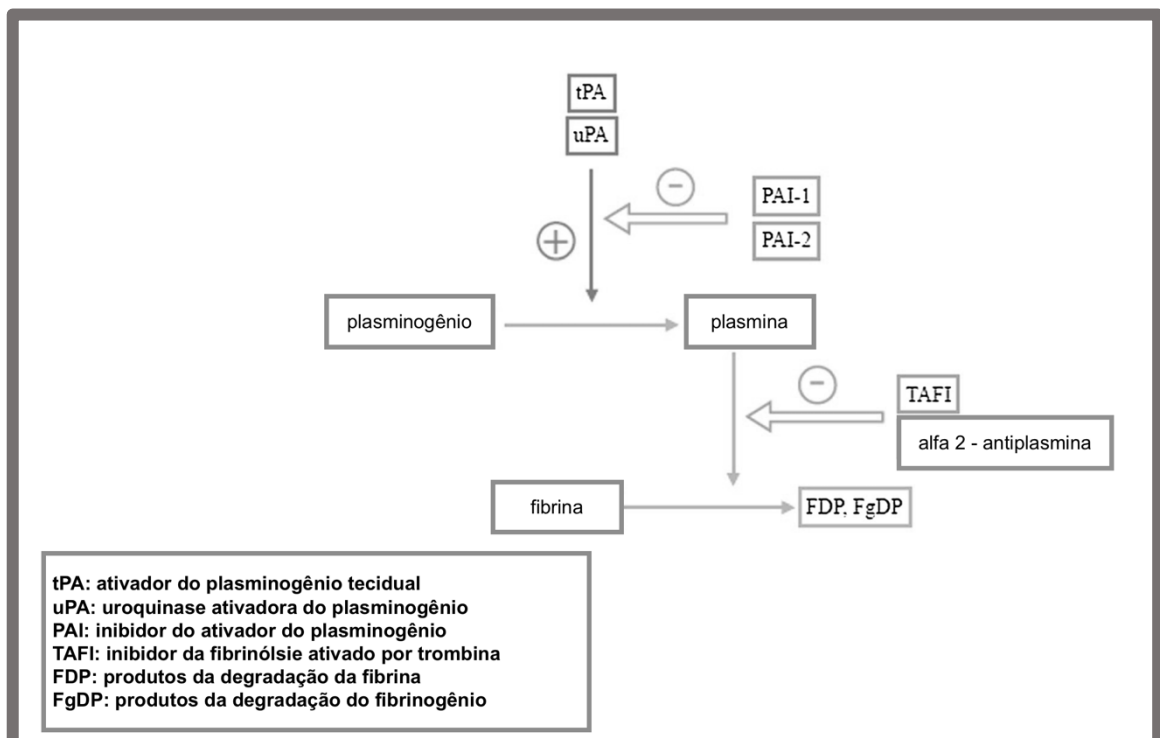 tPA
uPA
−
PAI-1
+
PAI-2
plasminogênio
plasmina
−
TAFI
alfa 2 - antiplasmina
fibrina
FDP, FgDP
tPA: ativador do plasminogênio tecidual
uPA: uroquinase ativadora do plasminogênio
PAI: inibidor do ativador do plasminogênio
TAFI: inibidor da fibrinólsie ativado por trombina
FDP: produtos da degradação da fibrina
FgDP: produtos da degradação do fibrinogênio